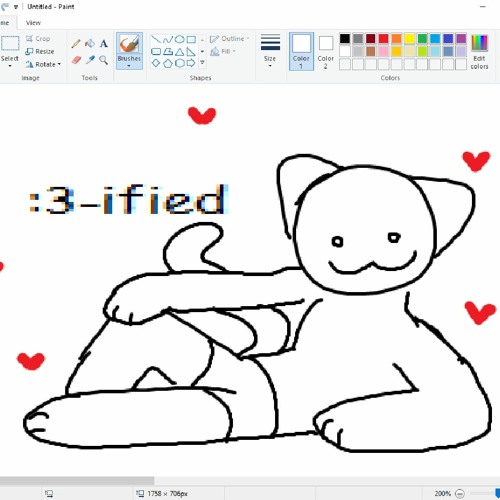 Untitled - Paint
me View
Select
Crop
Resize
Rotate
Image
Tools
Brushes
Outline
Fill
Shapes
Size
Color 1
Color 2
Colors
Edit colors
:3-ified
1758 × 706px
200%